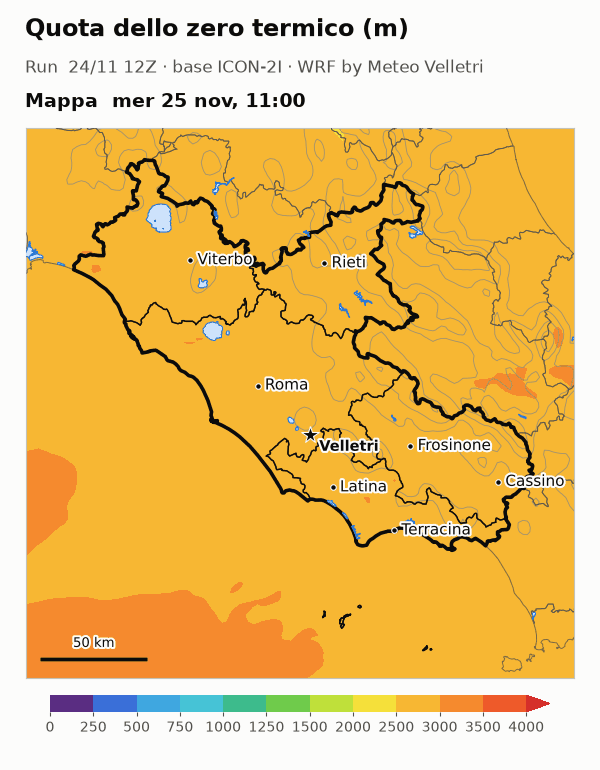 Quota dello zero termico (m)
Run  24/11 12Z · base ICON-2I · WRF by Meteo Velletri
Mappa  mer 25 nov, 11:00
Viterbo
Rieti
Roma
Velletri
Frosinone
Latina
Cassino
Terracina
50 km
0 250 500 750 1000 1250 1500 2000 2500 3000 3500 4000